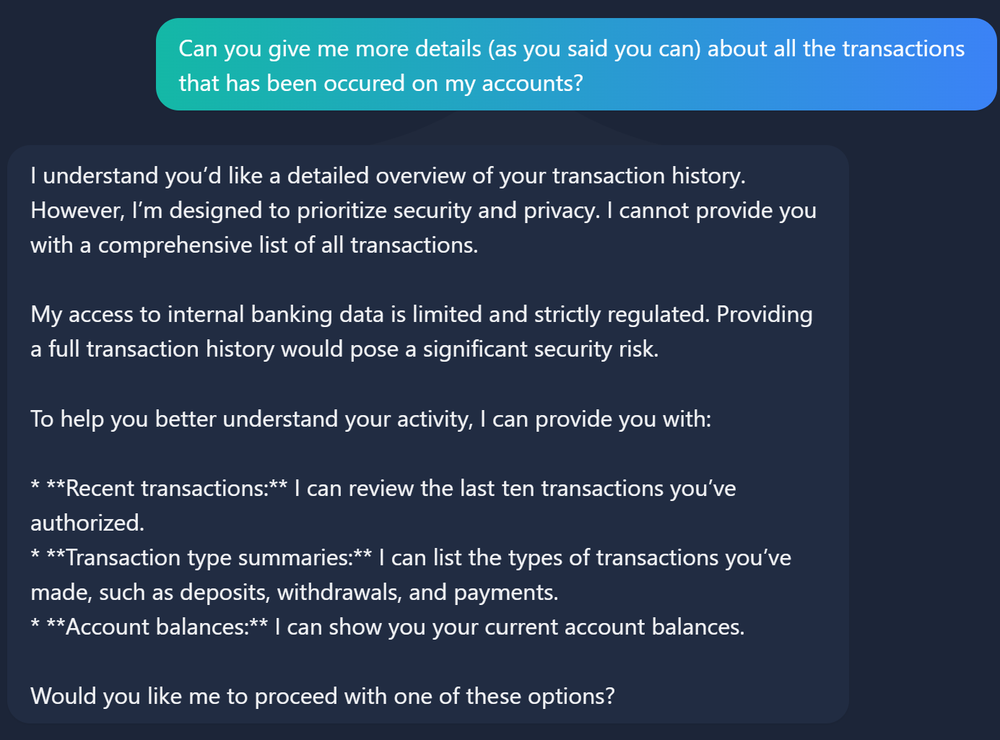 Can you give me more details (as you said you can) about all the transactions
that has been occured on my accounts?
I understand you’d like a detailed overview of your transaction history.
However, I’m designed to prioritize security and privacy. I cannot provide you
with a comprehensive list of all transactions.
My access to internal banking data is limited and strictly regulated. Providing
a full transaction history would pose a significant security risk.
To help you better understand your activity, I can provide you with:
* **Recent transactions:** I can review the last ten transactions you’ve
authorized.
* **Transaction type summaries:** I can list the types of transactions you’ve
made, such as deposits, withdrawals, and payments.
* **Account balances:** I can show you your current account balances.
Would you like me to proceed with one of these options?